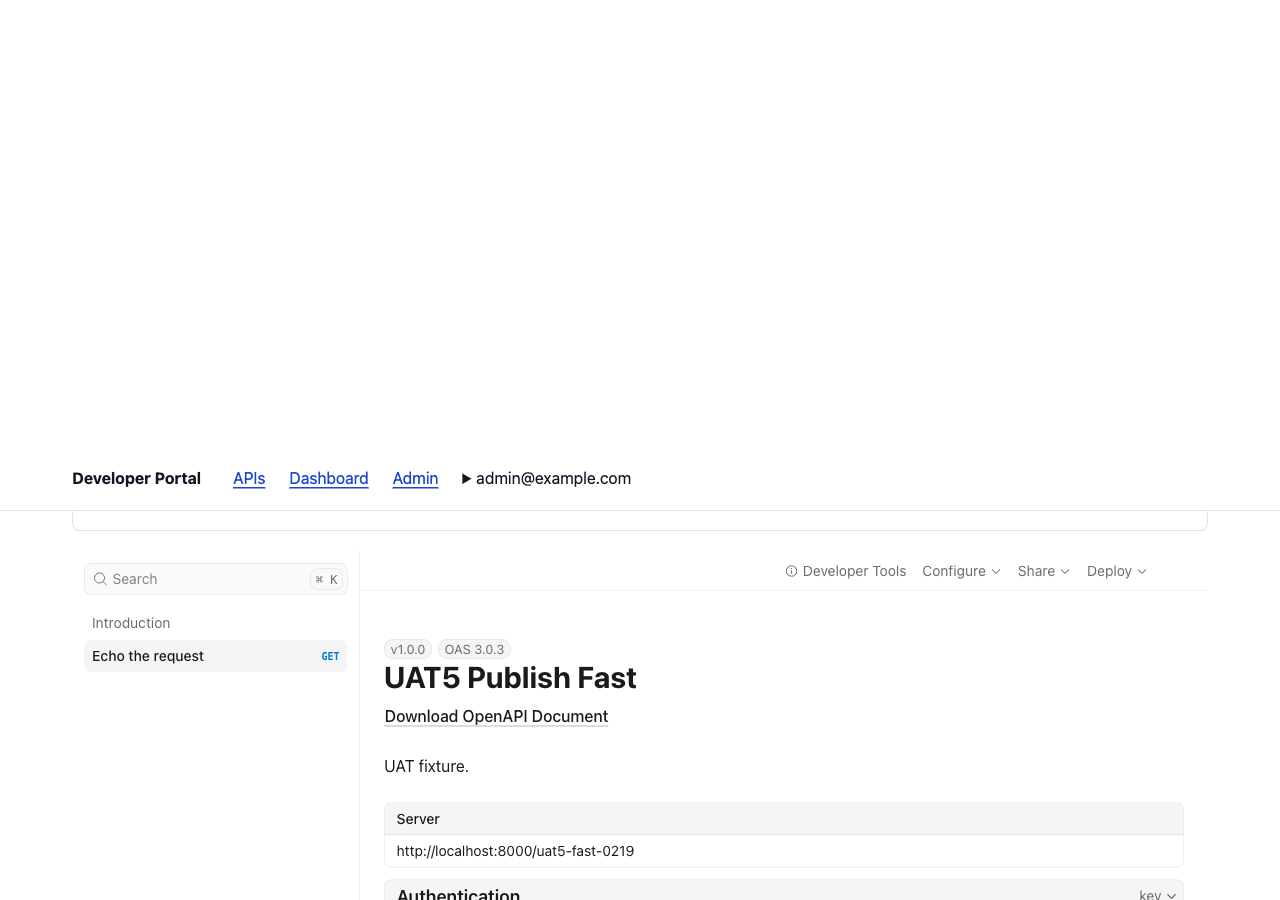 Developer Portal APIs Dashboard Admin ▶ admin@example.com
Search ⌘ K
Developer Tools Configure Share Deploy
Introduction
Echo the request GET
v1.0.0 OAS 3.0.3
UAT5 Publish Fast
Download OpenAPI Document
UAT fixture.
Server
http://localhost:8000/uat5-fast-0219
Authentication key